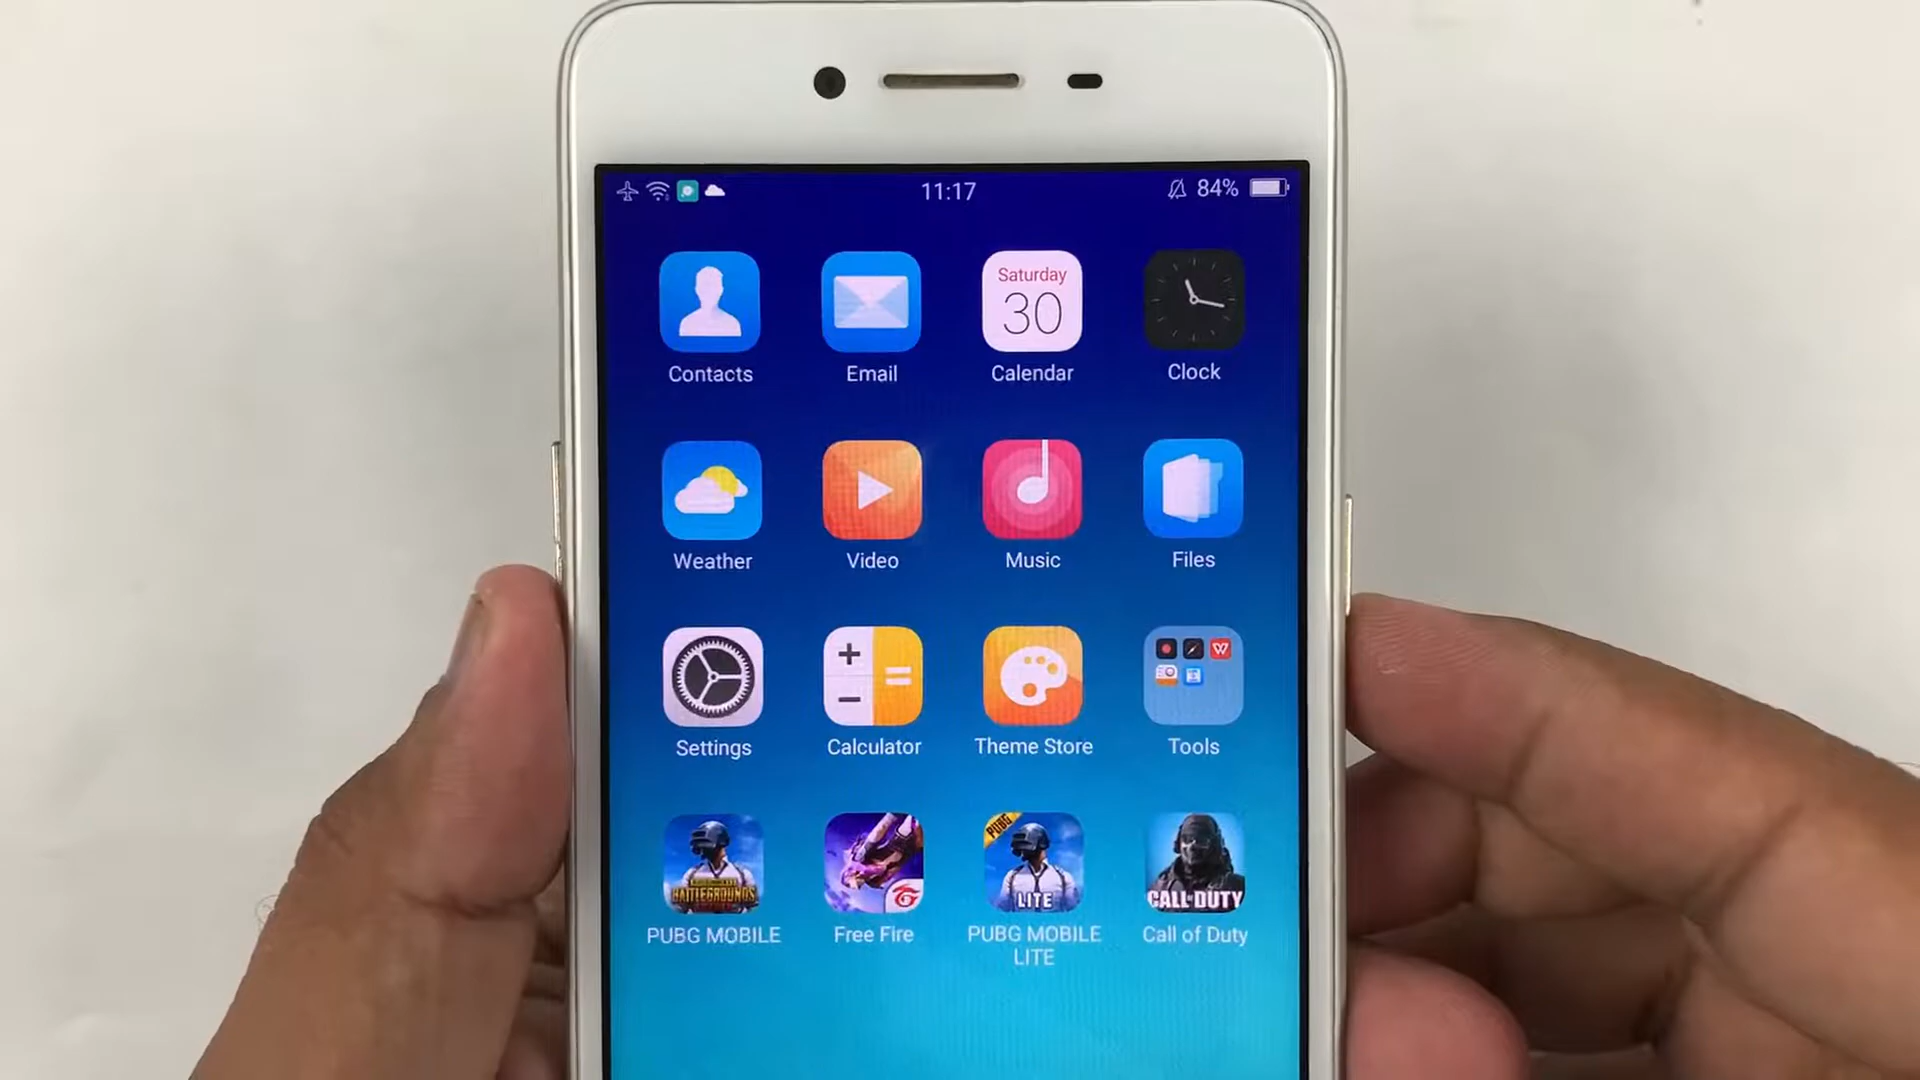 11:17
84%
Saturday
30
Contacts
Email
Calendar
Clock
Weather
Video
Music
Files
W
Settings
Calculator
Theme Store
Tools
BATTLEGROUNDS
PUBG
LITE
CALL OF DUTY
PUBG MOBILE
Free Fire
PUBG MOBILE
LITE
Call of Duty